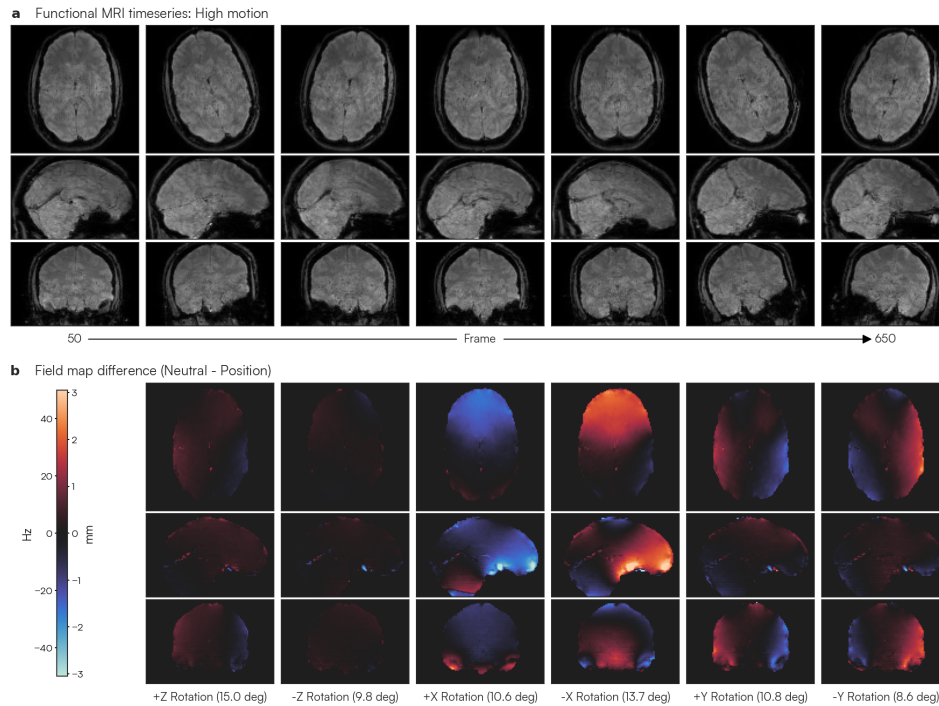 a Functional MRI timeseries: High motion
50 Frame 650
b Field map difference (Neutral - Position)
Hz mm
3
40
2
20
1
0 0
−1
−20
−2
−40
−3
+Z Rotation (15.0 deg) -Z Rotation (9.8 deg) +X Rotation (10.6 deg) -X Rotation (13.7 deg) +Y Rotation (10.8 deg) -Y Rotation (8.6 deg)